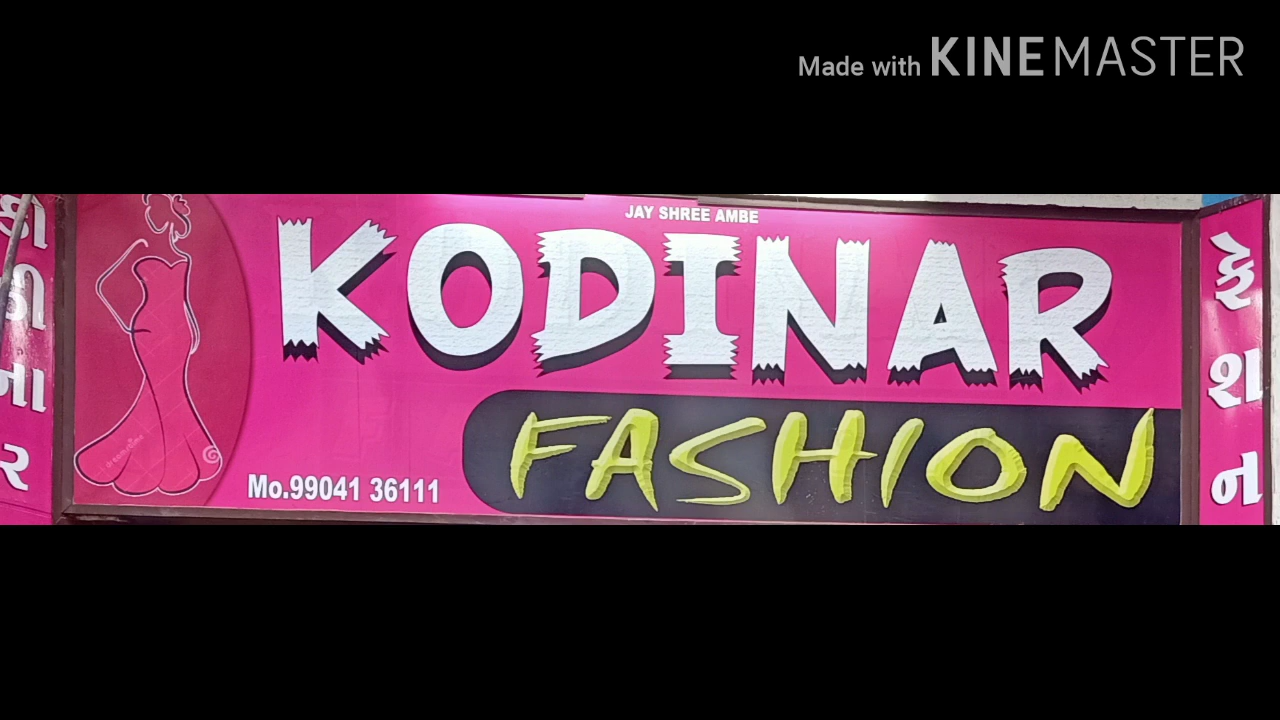 Made with KINEMASTER
JAY SHREE AMBE
KODINAR
FASHION
Mo.99041 36111
કો
ડી
ના
ર
ફે
શ
ન